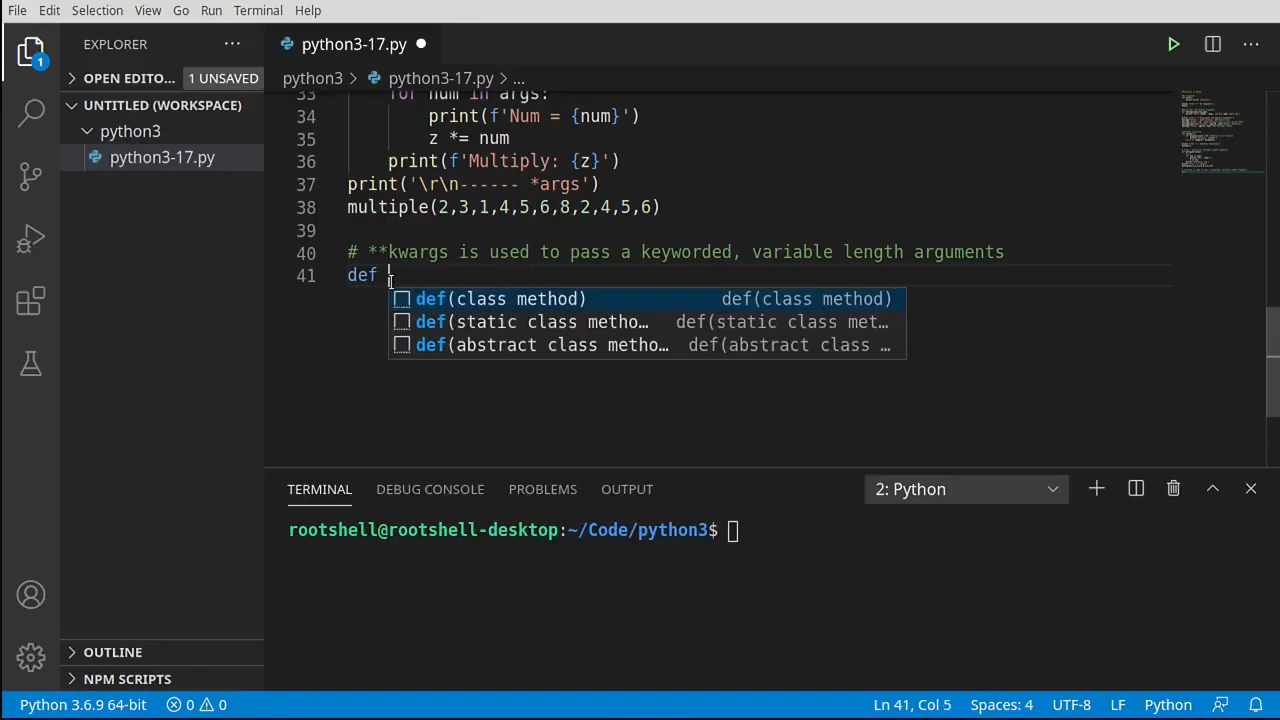 File Edit Selection View Go Run Terminal Help
EXPLORER ···
python3-17.py
1
OPEN EDITO... 1 UNSAVED
python3 > python3-17.py > ...
UNTITLED (WORKSPACE)
python3
python3-17.py
33 for num in args:
34 print(f'Num = {num}')
35 z *= num
36 print(f'Multiply: {z}')
37 print('\r\n------ *args')
38 multiple(2,3,1,4,5,6,8,2,4,5,6)
39
40 # **kwargs is used to pass a keyworded, variable length arguments
41 def
def(class method) def(class method)
def(static class metho… def(static class met…
def(abstract class metho… def(abstract class …
TERMINAL DEBUG CONSOLE PROBLEMS OUTPUT 2: Python
rootshell@rootshell-desktop:~/Code/python3$
OUTLINE
NPM SCRIPTS
Python 3.6.9 64-bit 0 0 Ln 41, Col 5 Spaces: 4 UTF-8 LF Python